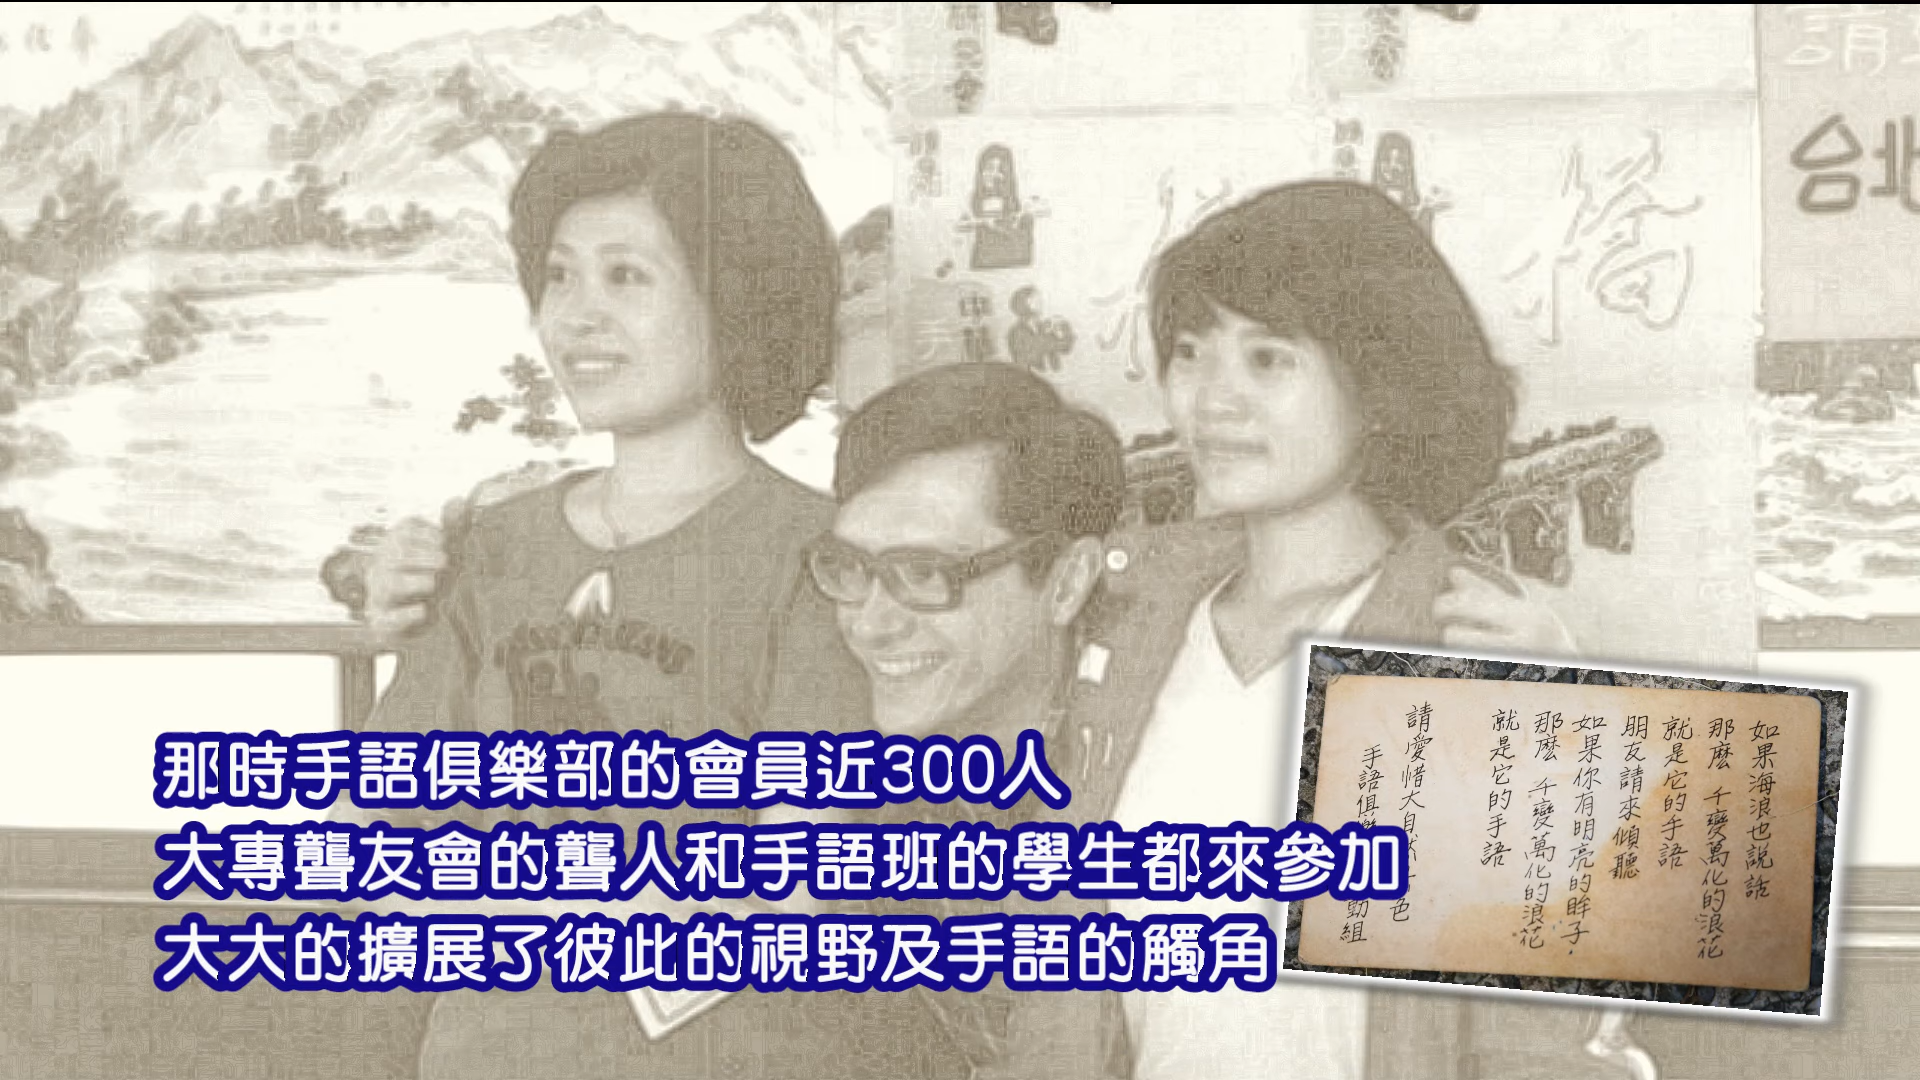 台北
橋
那時手語俱樂部的會員近300人
大專聾友會的聾人和手語班的學生都來參加
大大的擴展了彼此的視野及手語的觸角
如果海浪也說話
那麼 千變萬化的浪花
就是它的手語
朋友請來傾聽
如果你有明亮的眸子,
那麼 千變萬化的浪花
就是它的手語
請愛惜大自然 色
手語俱樂 動組